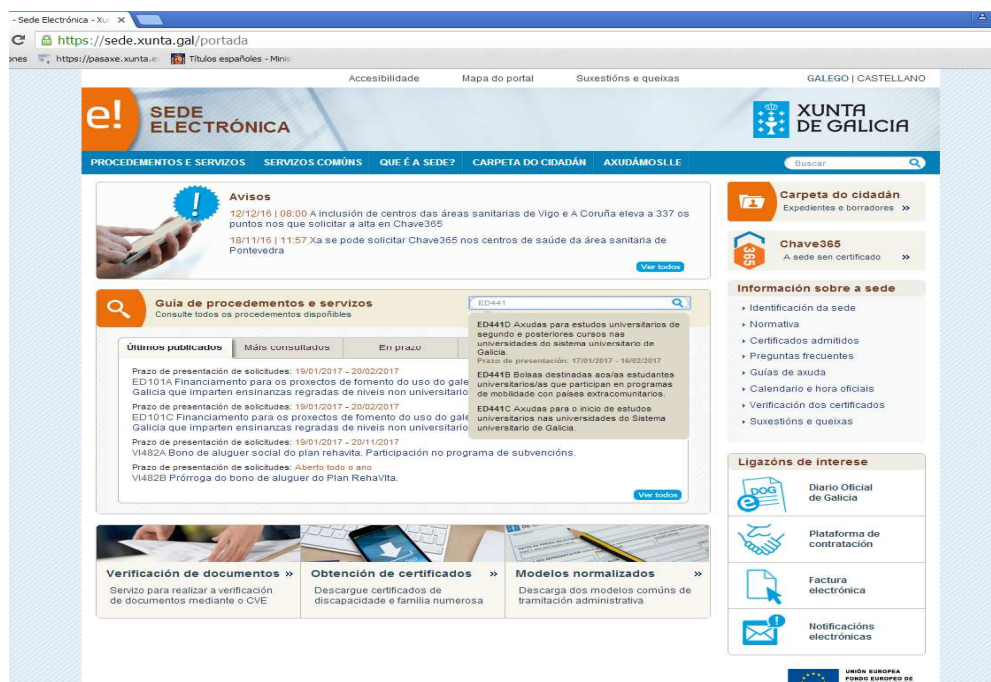 - Sede Electrónica - Xu
https://sede.xunta.gal/portada
ones https://pasaxe.xunta.e Títulos españoles - Minis
Accesibilidade Mapa do portal Suxestións e queixas GALEGO | CASTELLANO
e! SEDE
ELECTRÓNICA
XUNTA
DE GALICIA
PROCEDEMENTOS E SERVIZOS SERVIZOS COMÚNS QUE É A SEDE? CARPETA DO CIDADÁN AXUDÁMOSLLE Buscar
Avisos
12/12/16 | 08:00 A inclusión de centros das áreas sanitarias de Vigo e A Coruña eleva a 337 os
puntos nos que solicitar a alta en Chave365
18/11/16 | 11:57 Xa se pode solicitar Chave365 nos centros de saúde da área sanitaria de
Pontevedra
Ver todos
Guía de procedementos e servizos
Consulte todos os procedementos dispoñibles
ED441
ED441D Axudas para estudos universitarios de
segundo e posteriores cursos nas
universidades do sistema universitario de
Galicia.
Prazo de presentación: 17/01/2017 - 16/02/2017
ED441B Bolsas destinadas aos/as estudantes
universitarios/as que participan en programas
de mobilidade con países extracomunitarios.
ED441C Axudas para o inicio de estudos
universitarios nas universidades do Sistema
universitario de Galicia.
Últimos publicados Máis consultados En prazo
Prazo de presentación de solicitudes: 19/01/2017 - 20/02/2017
ED101A Financiamento para os proxectos de fomento do uso do gale
Galicia que imparten ensinanzas regradas de niveis non universitario
Prazo de presentación de solicitudes: 19/01/2017 - 20/02/2017
ED101C Financiamento para os proxectos de fomento do uso do gale
Galicia que imparten ensinanzas regradas de niveis non universitario
Prazo de presentación de solicitudes: 19/01/2017 - 20/11/2017
VI482A Bono de aluguer social do plan rehavita. Participación no programa de subvencións.
Prazo de presentación de solicitudes: Aberto todo o ano
VI482B Prórroga do bono de aluguer do Plan RehaVIta.
Ver todos
Verificación de documentos »
Servizo para realizar a verificación
de documentos mediante o CVE
Obtención de certificados »
Descargue certificados de
discapacidade e familia numerosa
Modelos normalizados »
Descarga dos modelos comúns de
tramitación administrativa
Carpeta do cidadán
Expedientes e borradores »
365
Chave365
A sede sen certificado »
Información sobre a sede
Identificación da sede
Normativa
Certificados admitidos
Preguntas frecuentes
Guías de axuda
Calendario e hora oficiais
Verificación dos certificados
Suxestións e queixas
Ligazóns de interese
DOG
Diario Oficial
de Galicia
Plataforma de
contratación
Factura
electrónica
Notificacións
electrónicas
UNIÓN EUROPEA
FONDO EUROPEO DE